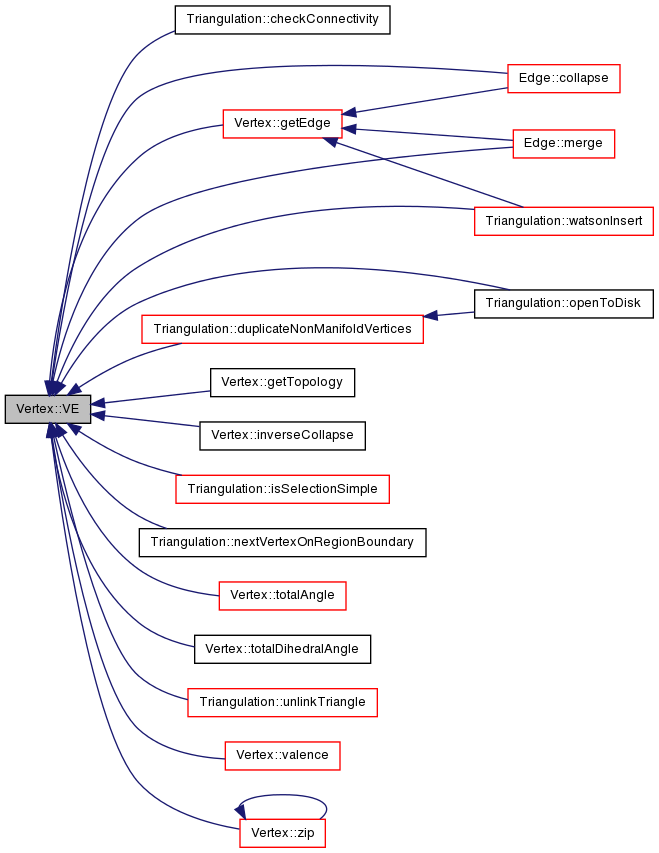 Triangulation::checkConnectivity
Edge::collapse
Vertex::getEdge
Edge::merge
Triangulation::watsonInsert
Triangulation::openToDisk
Triangulation::duplicateNonManifoldVertices
Vertex::getTopology
Vertex::VE
Vertex::inverseCollapse
Triangulation::isSelectionSimple
Triangulation::nextVertexOnRegionBoundary
Vertex::totalAngle
Vertex::totalDihedralAngle
Triangulation::unlinkTriangle
Vertex::valence
Vertex::zip